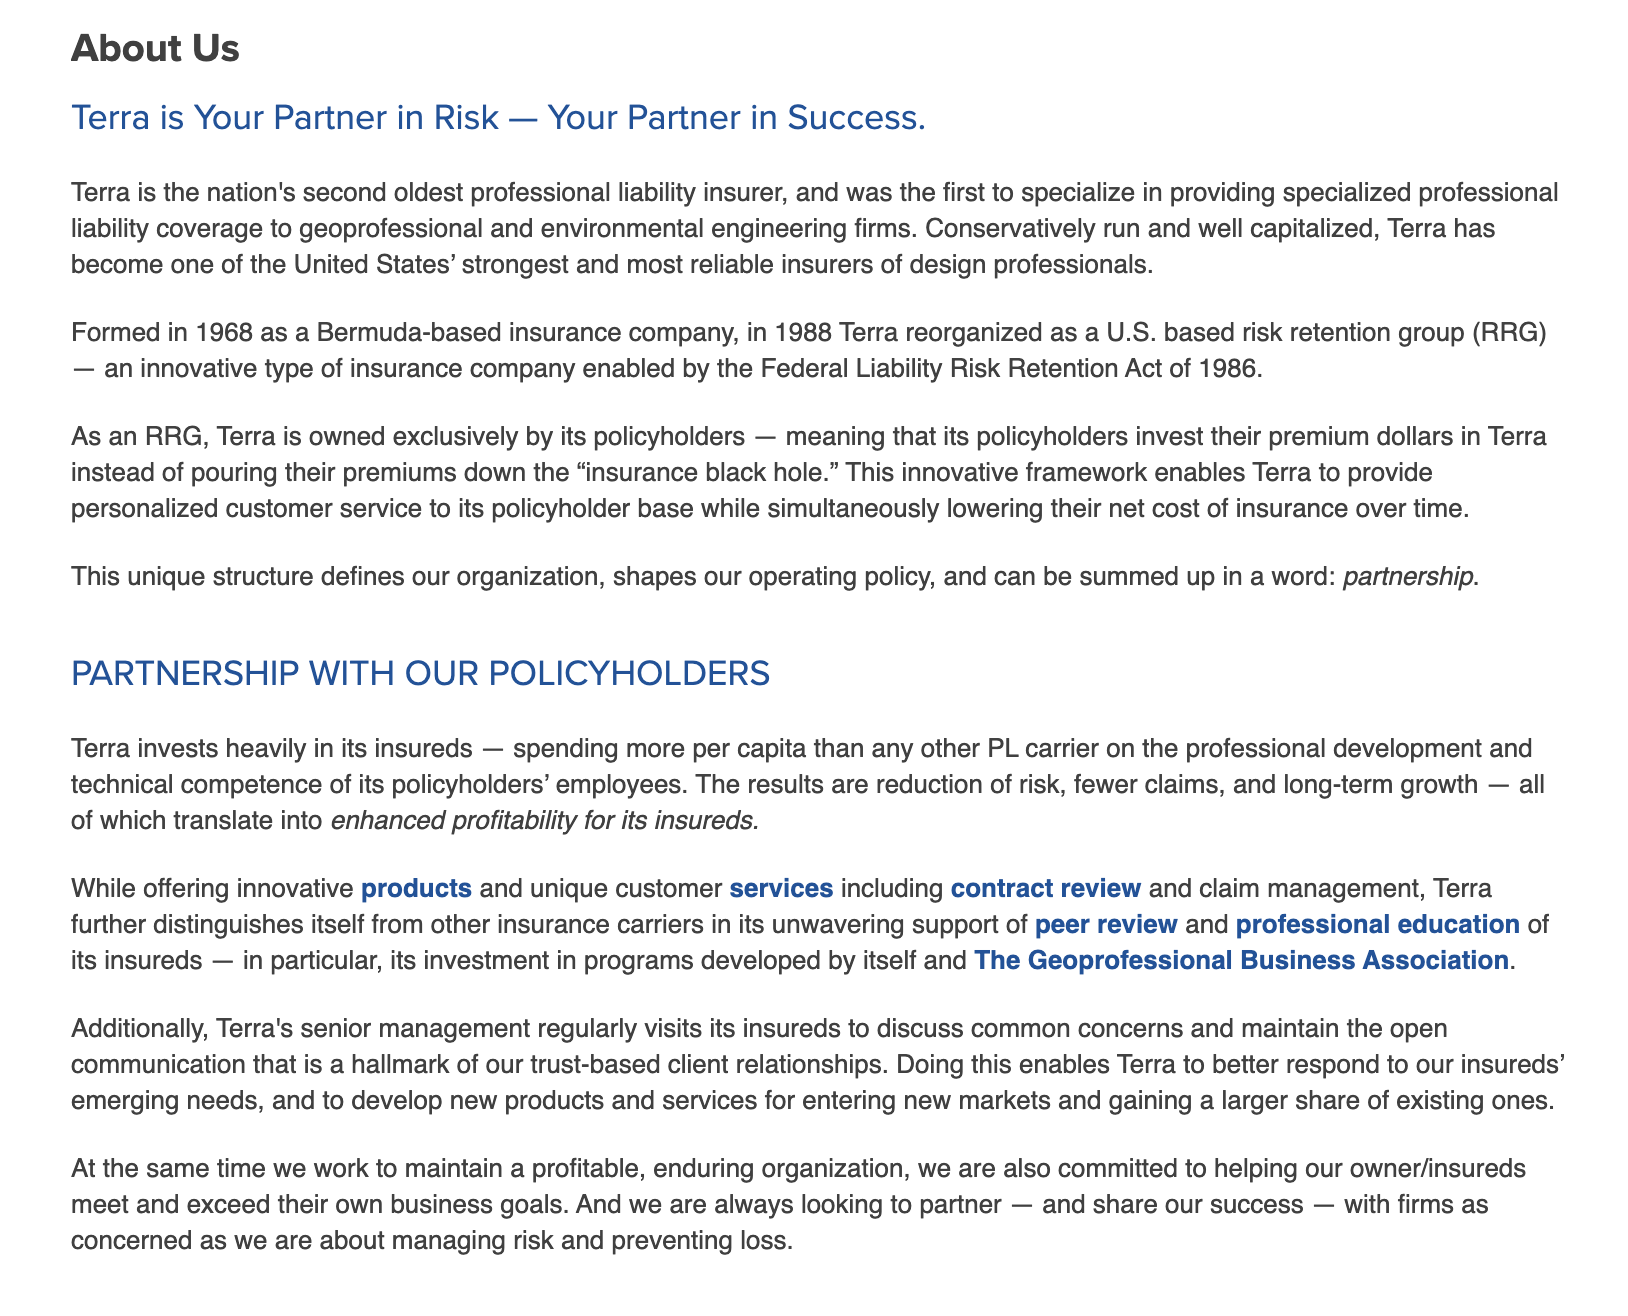 About Us
Terra is Your Partner in Risk — Your Partner in Success.
Terra is the nation's second oldest professional liability insurer, and was the first to specialize in providing specialized professional
liability coverage to geoprofessional and environmental engineering firms. Conservatively run and well capitalized, Terra has
become one of the United States’ strongest and most reliable insurers of design professionals.
Formed in 1968 as a Bermuda-based insurance company, in 1988 Terra reorganized as a U.S. based risk retention group (RRG)
— an innovative type of insurance company enabled by the Federal Liability Risk Retention Act of 1986.
As an RRG, Terra is owned exclusively by its policyholders — meaning that its policyholders invest their premium dollars in Terra
instead of pouring their premiums down the “insurance black hole.” This innovative framework enables Terra to provide
personalized customer service to its policyholder base while simultaneously lowering their net cost of insurance over time.
This unique structure defines our organization, shapes our operating policy, and can be summed up in a word: partnership.
PARTNERSHIP WITH OUR POLICYHOLDERS
Terra invests heavily in its insureds — spending more per capita than any other PL carrier on the professional development and
technical competence of its policyholders’ employees. The results are reduction of risk, fewer claims, and long-term growth — all
of which translate into enhanced profitability for its insureds.
While offering innovative products and unique customer services including contract review and claim management, Terra
further distinguishes itself from other insurance carriers in its unwavering support of peer review and professional education of
its insureds — in particular, its investment in programs developed by itself and The Geoprofessional Business Association.
Additionally, Terra's senior management regularly visits its insureds to discuss common concerns and maintain the open
communication that is a hallmark of our trust-based client relationships. Doing this enables Terra to better respond to our insureds’
emerging needs, and to develop new products and services for entering new markets and gaining a larger share of existing ones.
At the same time we work to maintain a profitable, enduring organization, we are also committed to helping our owner/insureds
meet and exceed their own business goals. And we are always looking to partner — and share our success — with firms as
concerned as we are about managing risk and preventing loss.